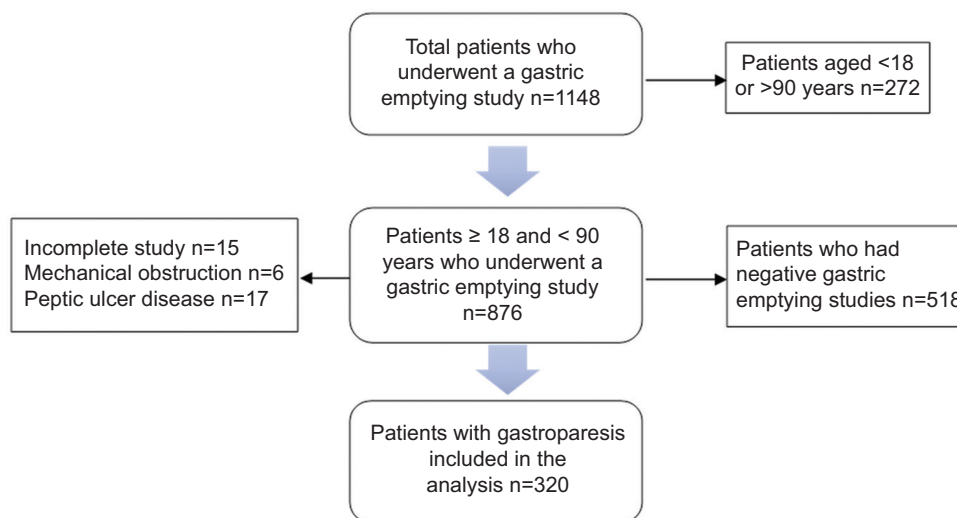 Total patients who
underwent a gastric
emptying study n=1148
Patients aged <18
or >90 years n=272
Incomplete study n=15
Mechanical obstruction n=6
Peptic ulcer disease n=17
Patients ≥ 18 and < 90
years who underwent a
gastric emptying study
n=876
Patients who had
negative gastric
emptying studies n=518
Patients with gastroparesis
included in the
analysis n=320